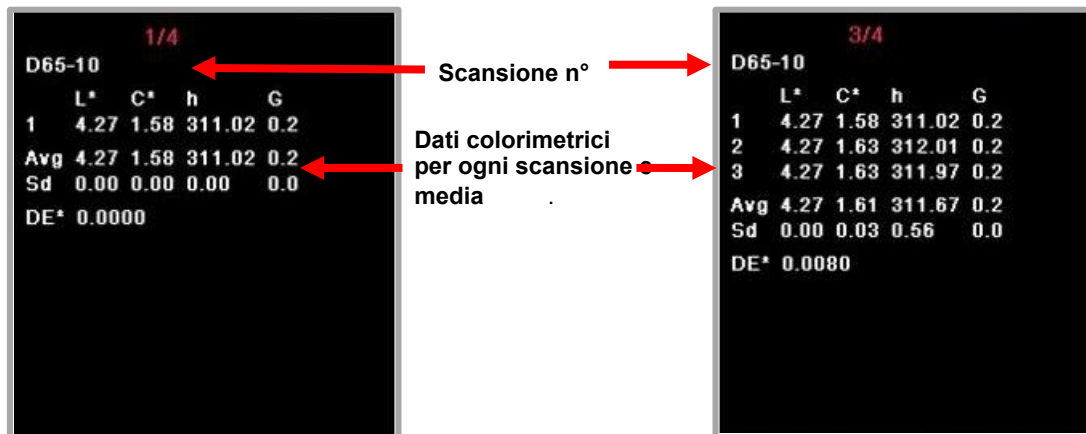 1/4
D65-10
L* C* h G
1 4.27 1.58 311.02 0.2
Avg 4.27 1.58 311.02 0.2
Sd 0.00 0.00 0.00 0.0
DE* 0.0000
Scansione n°
Dati colorimetrici
per ogni scansione e
media .
3/4
D65-10
L* C* h G
1 4.27 1.58 311.02 0.2
2 4.27 1.63 312.01 0.2
3 4.27 1.63 311.97 0.2
Avg 4.27 1.61 311.67 0.2
Sd 0.00 0.03 0.56 0.0
DE* 0.0080